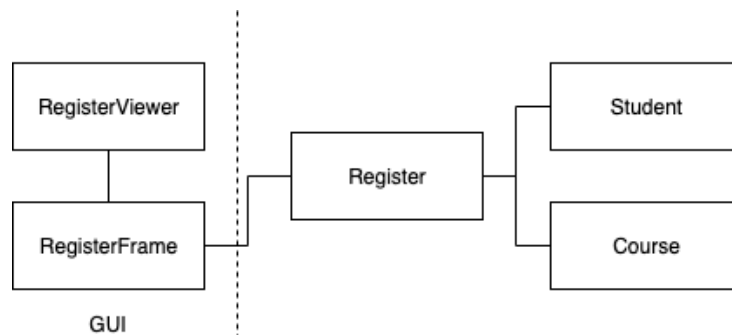 RegisterViewer
Student
Register
RegisterFrame
Course
GUI